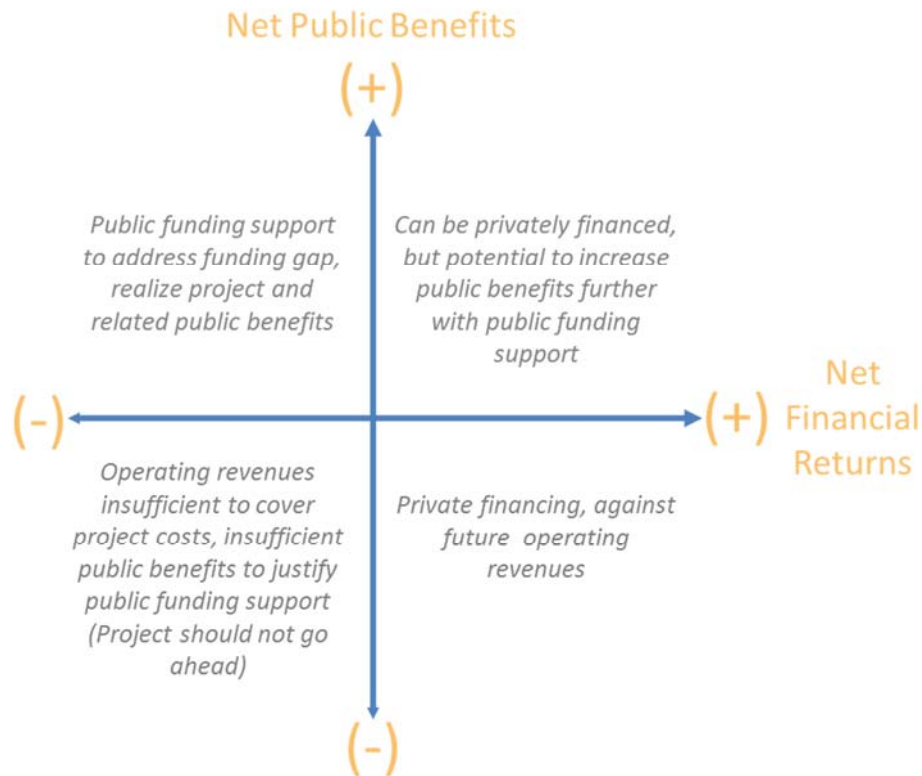 Net Public Benefits
(+)
Public funding support
to address funding gap,
realize project and
related public benefits
Can be privately financed,
but potential to increase
public benefits further
with public funding
support
(-)
(+)
Net
Financial
Returns
Operating revenues
insufficient to cover
project costs, insufficient
public benefits to justify
public funding support
(Project should not go
ahead)
Private financing, against
future operating
revenues
(-)